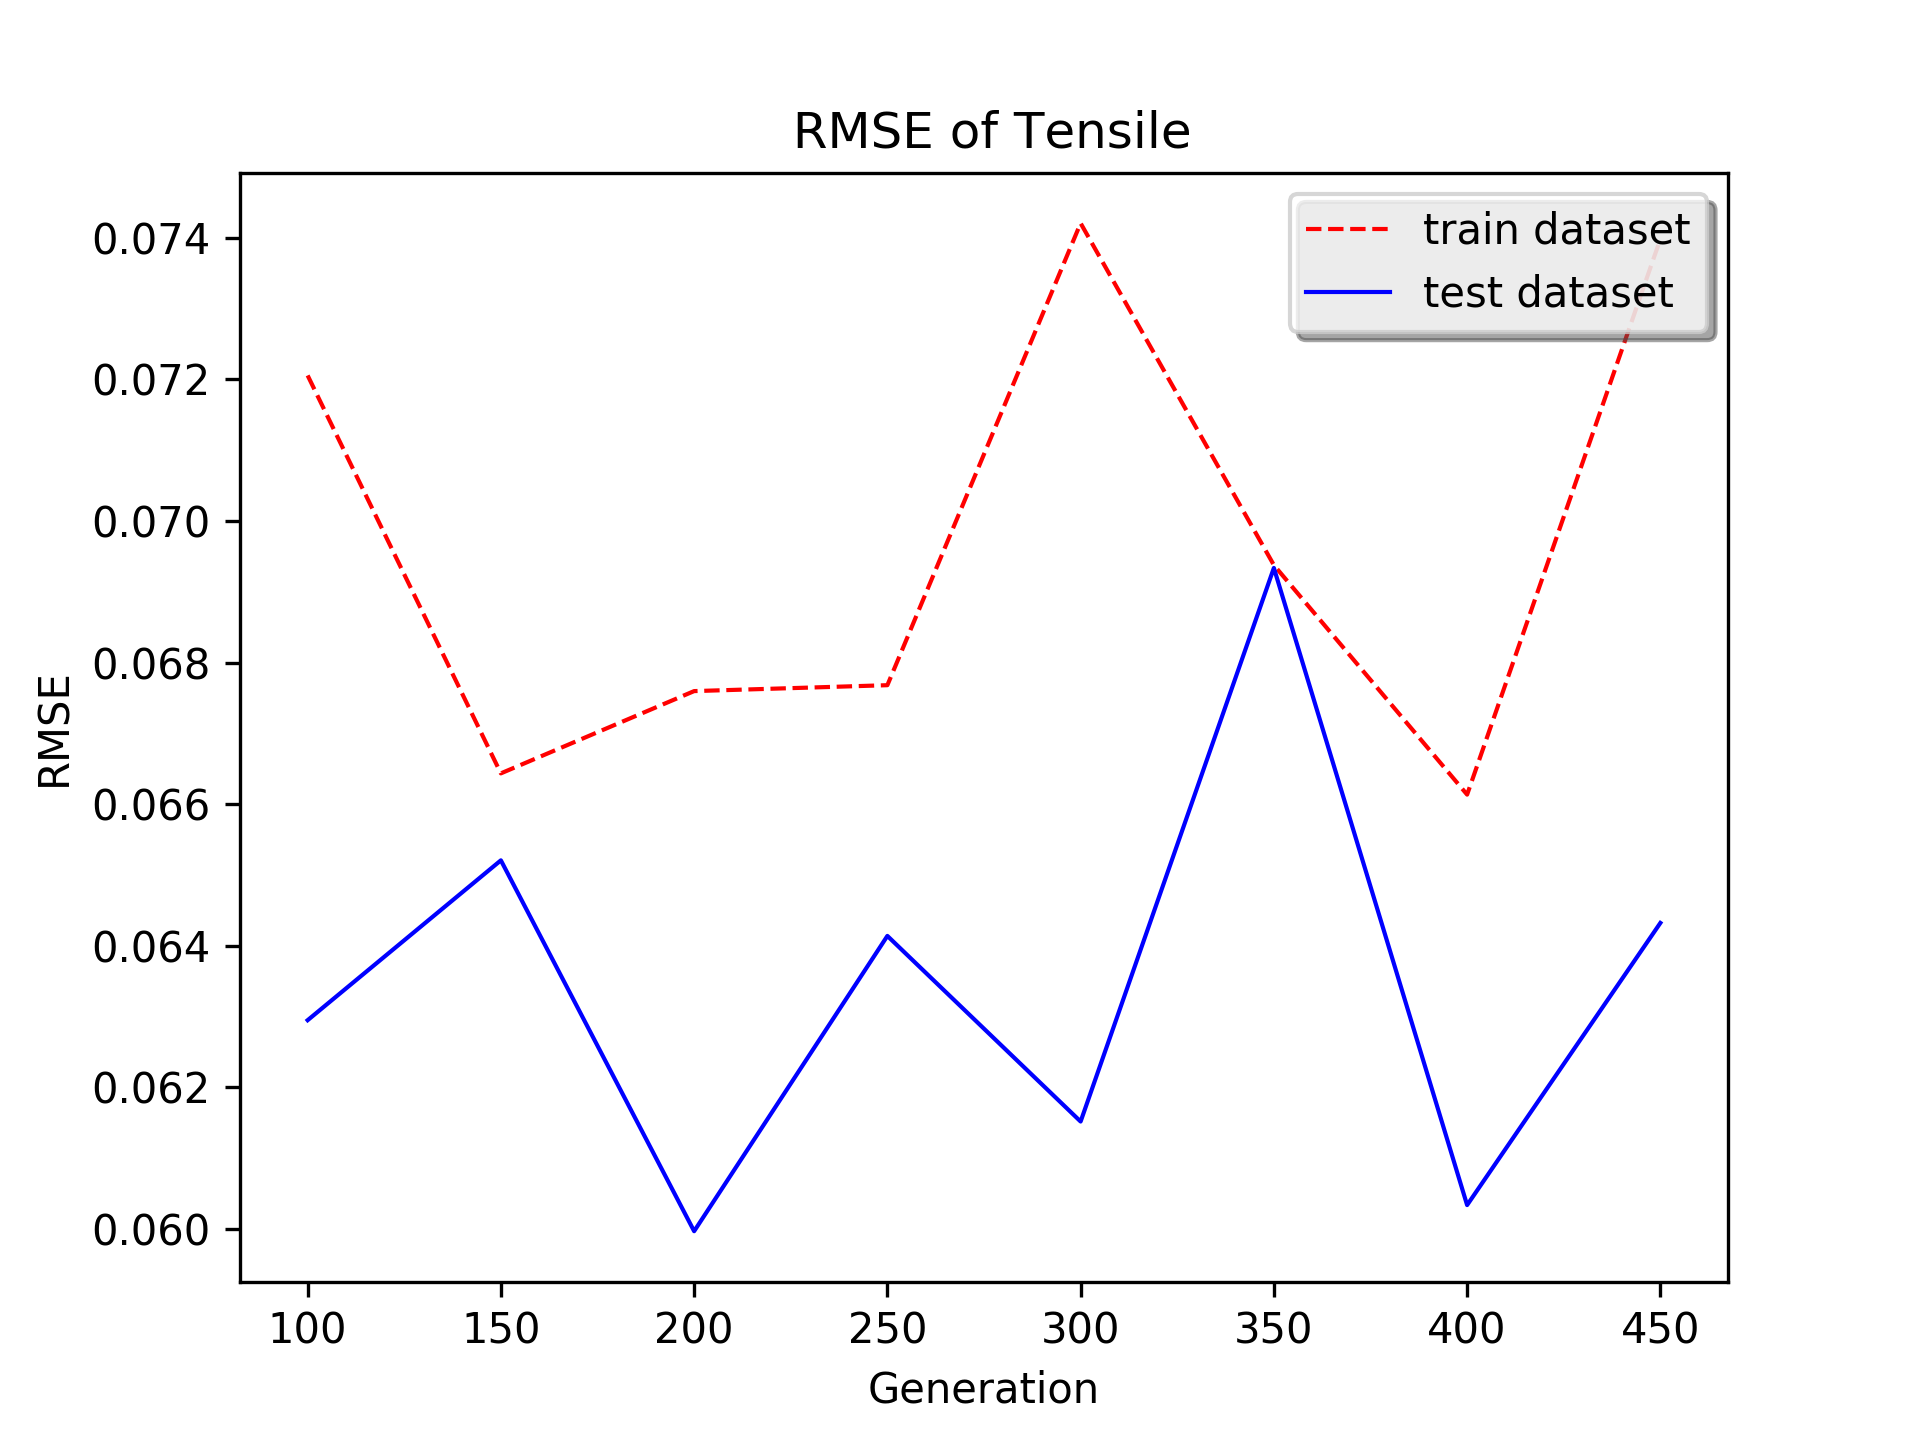 RMSE of Tensile
train dataset
test dataset
RMSE
0.074
0.072
0.070
0.068
0.066
0.064
0.062
0.060
100 150 200 250 300 350 400 450
Generation